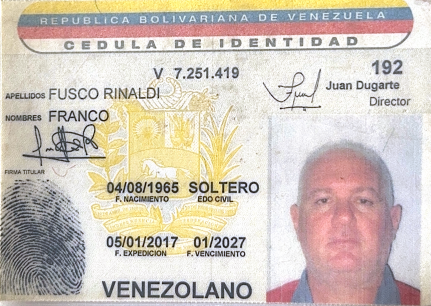 REPUBLICA BOLIVARIANA DE VENEZUELA
CEDULA DE IDENTIDAD
V 7.251.419
192
Juan Dugarte
Director
APELLIDOS FUSCO RINALDI
NOMBRES FRANCO
FIRMA TITULAR
04/08/1965 SOLTERO
F. NACIMIENTO EDO CIVIL
05/01/2017 01/2027
F. EXPEDICION F. VENCIMIENTO
VENEZOLANO